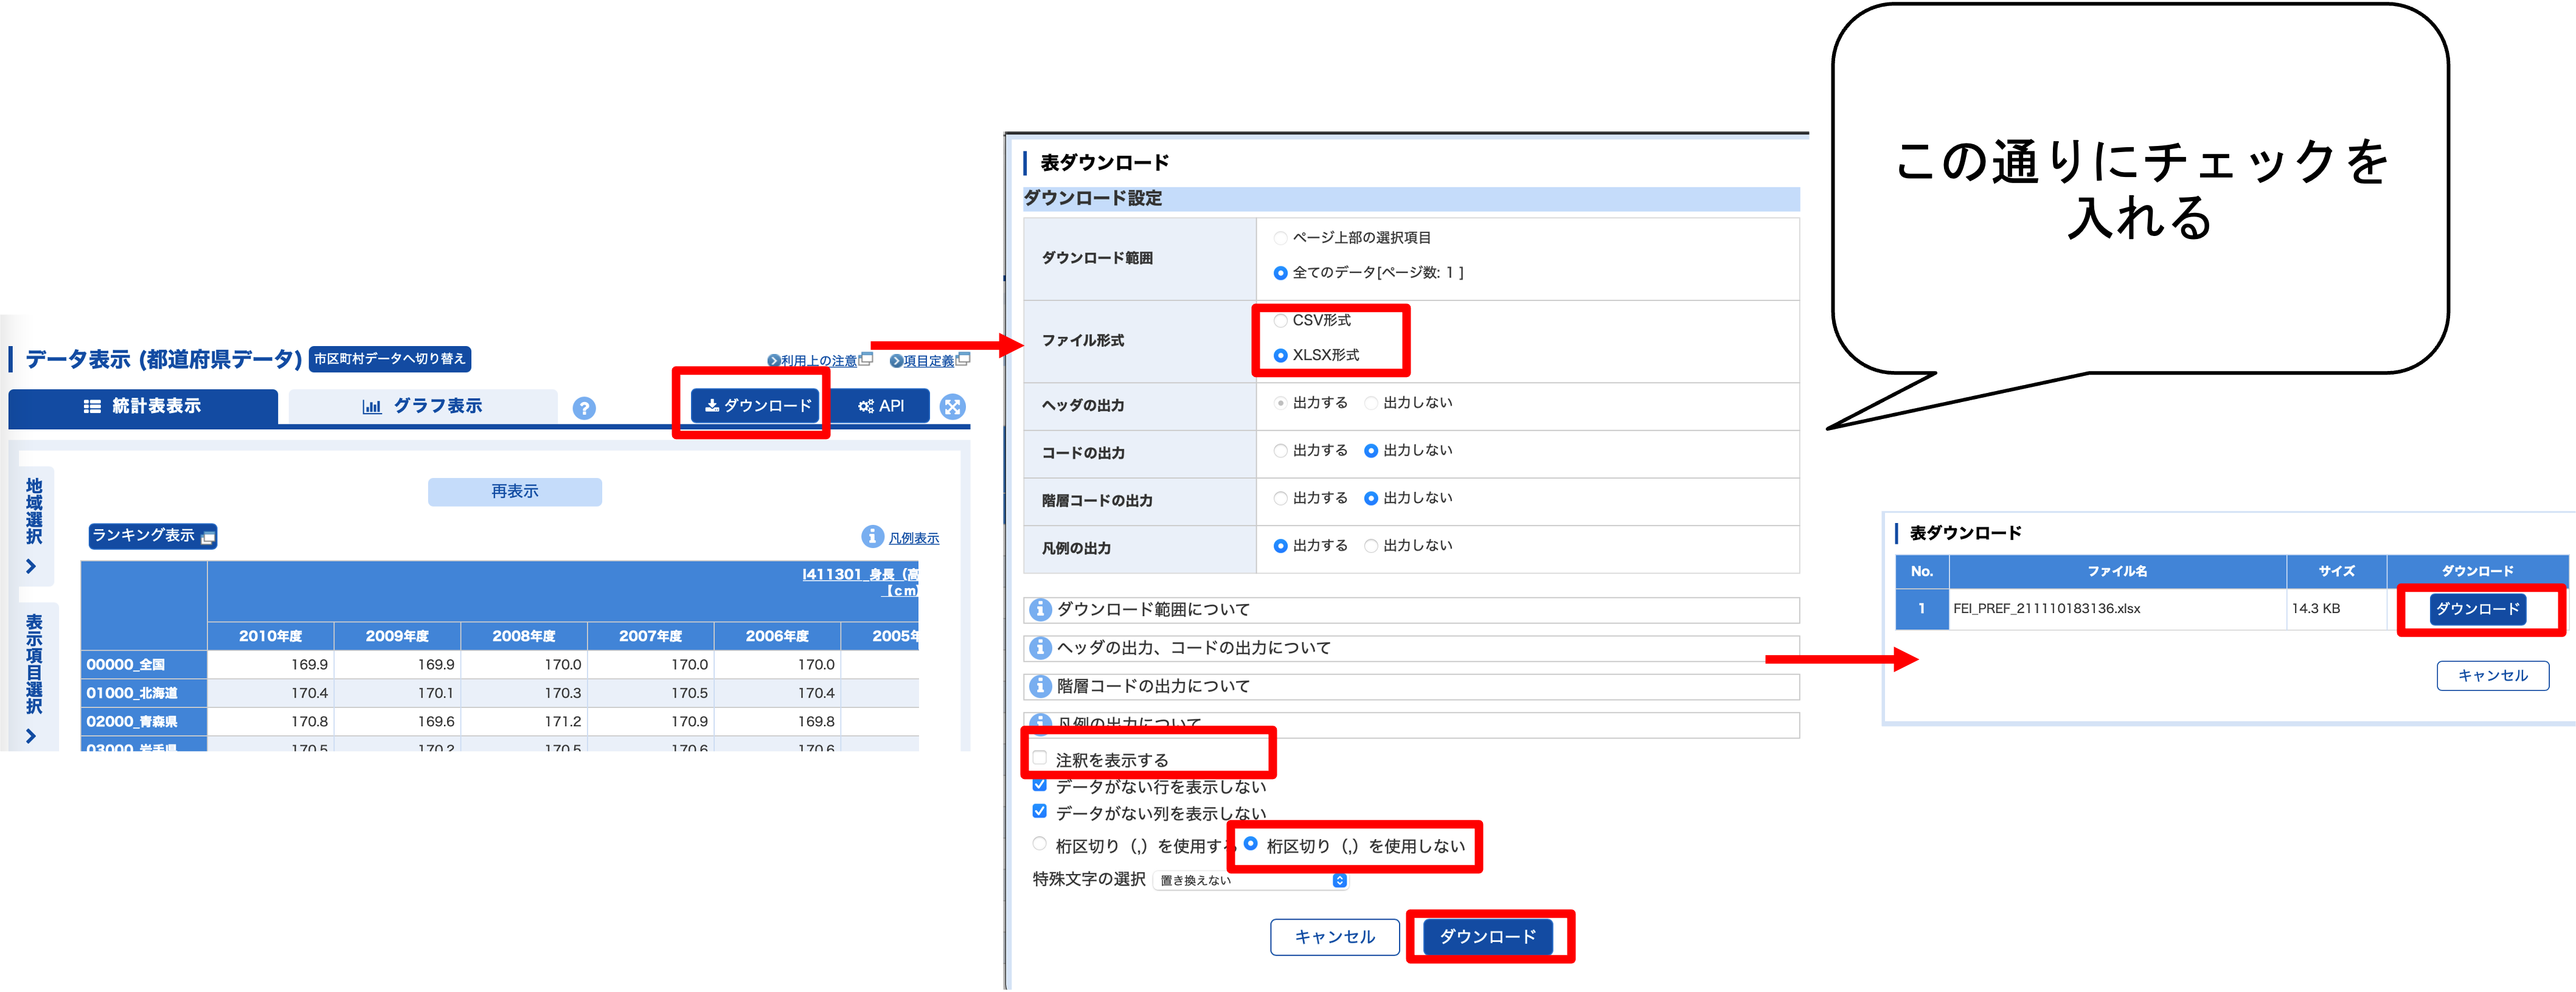 データ表示 (都道府県データ) 市区町村データへ切り替え
利用上の注意 項目定義
統計表表示 グラフ表示 ? ダウンロード API
地域選択
表示項目選択
再表示
ランキング表示 凡例表示
I411301_身長（高
【cm】
2010年度 2009年度 2008年度 2007年度 2006年度 2005年
00000_全国 169.9 169.9 170.0 170.0 170.0
01000_北海道 170.4 170.1 170.3 170.5 170.4
02000_青森県 170.8 169.6 171.2 170.9 169.8
03000_岩手県 170.5 170.2 170.5 170.6 170.6
表ダウンロード
ダウンロード設定
ダウンロード範囲
ページ上部の選択項目
全てのデータ[ページ数: 1 ]
ファイル形式
CSV形式
XLSX形式
ヘッダの出力 出力する 出力しない
コードの出力 出力する 出力しない
階層コードの出力 出力する 出力しない
凡例の出力 出力する 出力しない
ダウンロード範囲について
ヘッダの出力、コードの出力について
階層コードの出力について
凡例の出力について
注釈を表示する
データがない行を表示しない
データがない列を表示しない
桁区切り（,）を使用する 桁区切り（,）を使用しない
特殊文字の選択 置き換えない
キャンセル ダウンロード
この通りにチェックを
入れる
表ダウンロード
No. ファイル名 サイズ ダウンロード
1 FEI_PREF_211110183136.xlsx 14.3 KB ダウンロード
キャンセル